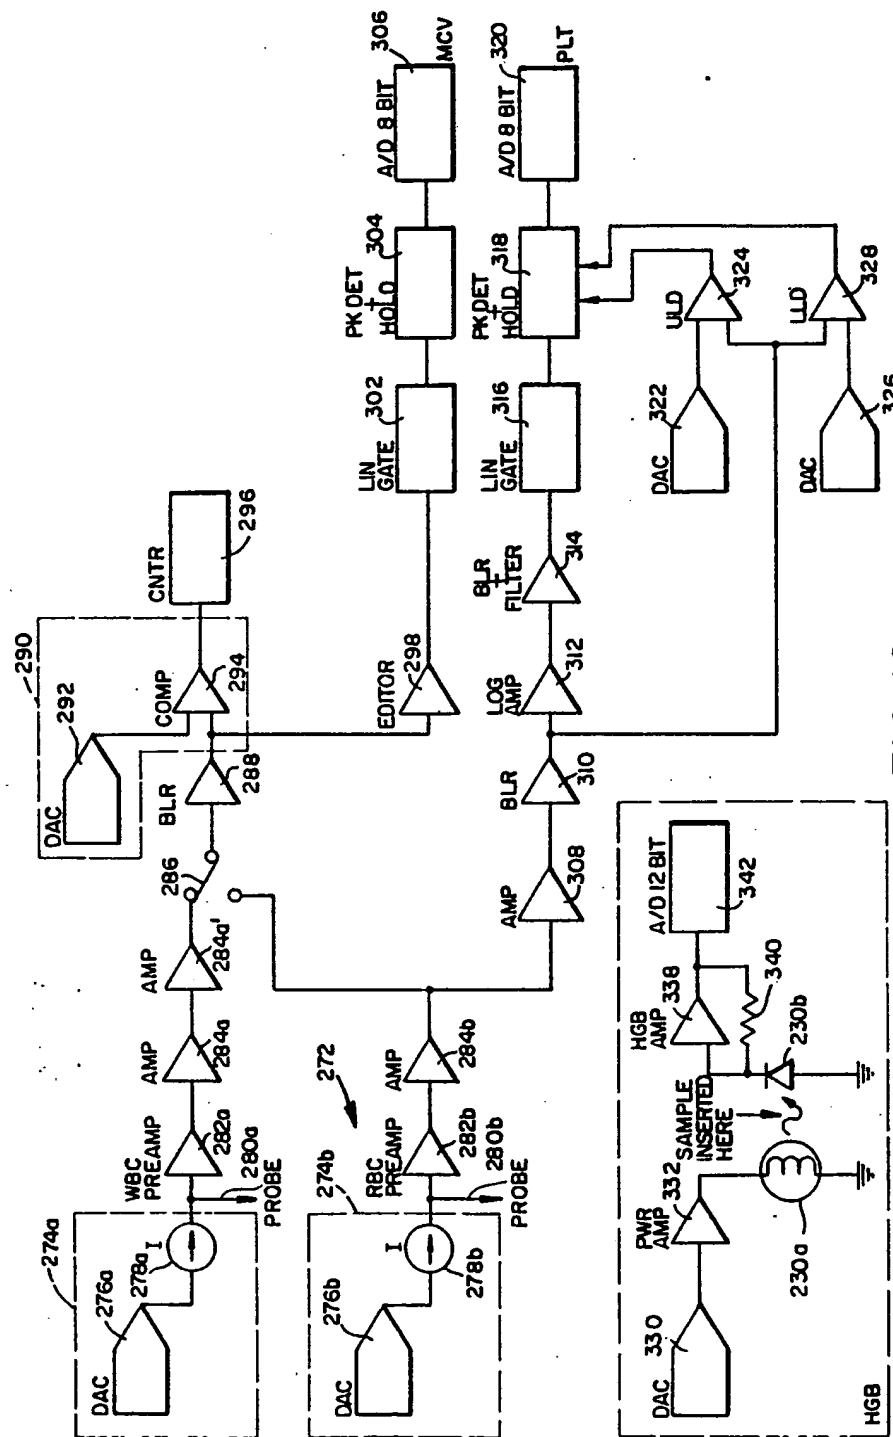 274a
276a
DAC
I
278a
WBC
PREAMP
282a
280a
PROBE
AMP
284a
AMP
284a'
286
BLR
288
290
292
DAC
COMP
294
CNTR
296
EDITOR
298
LIN
GATE
302
PK DET
+
HOLD
304
A/D 8 BIT
306
MCV
272
274b
276b
DAC
I
278b
RBC
PREAMP
282b
280b
PROBE
AMP
284b
AMP
308
BLR
310
LOG
AMP
312
BLR
+
FILTER
314
LIN
GATE
316
PK DET
+
HOLD
318
A/D 8 BIT
320
PLT
DAC
322
ULD
324
DAC
326
LLD
328
330
DAC
PWR
AMP
332
230a
SAMPLE
INSERTED
HERE
230b
HGB
AMP
338
340
A/D 12 BIT
342
HGB